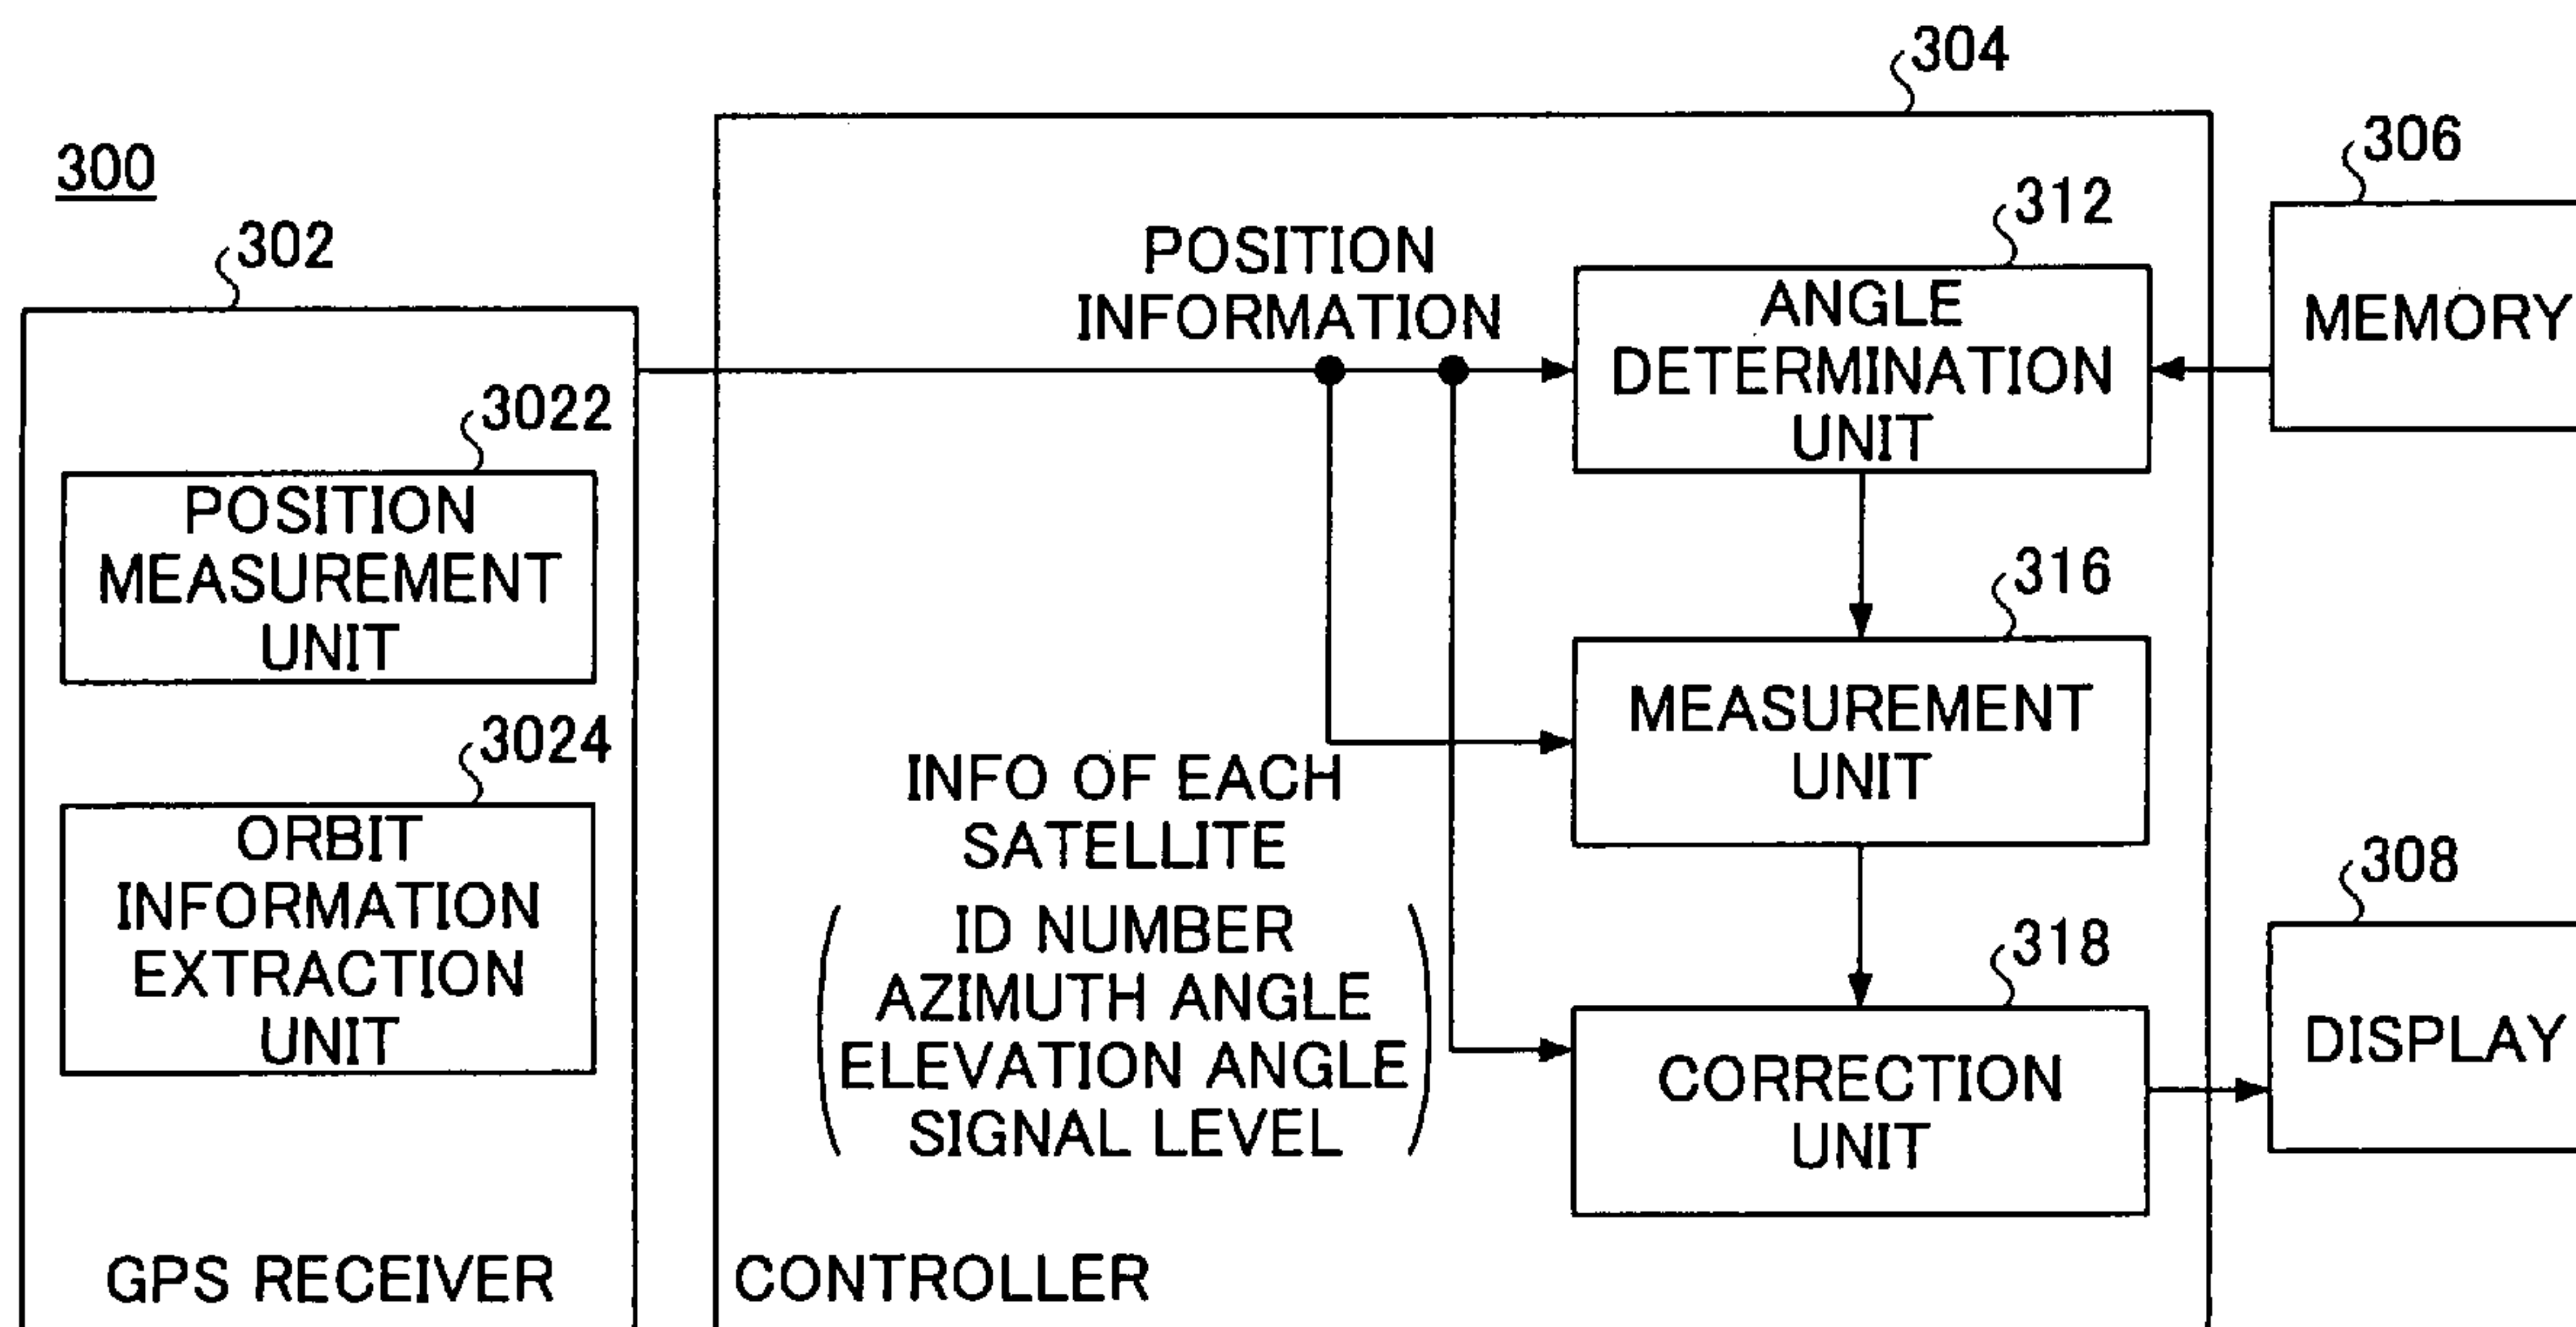 300
302
3022
POSITION
MEASUREMENT
UNIT
3024
ORBIT
INFORMATION
EXTRACTION
UNIT
GPS RECEIVER
304
POSITION
INFORMATION
312
ANGLE
DETERMINATION
UNIT
316
MEASUREMENT
UNIT
INFO OF EACH
SATELLITE
ID NUMBER
AZIMUTH ANGLE
ELEVATION ANGLE
SIGNAL LEVEL
318
CORRECTION
UNIT
CONTROLLER
306
MEMORY
308
DISPLAY